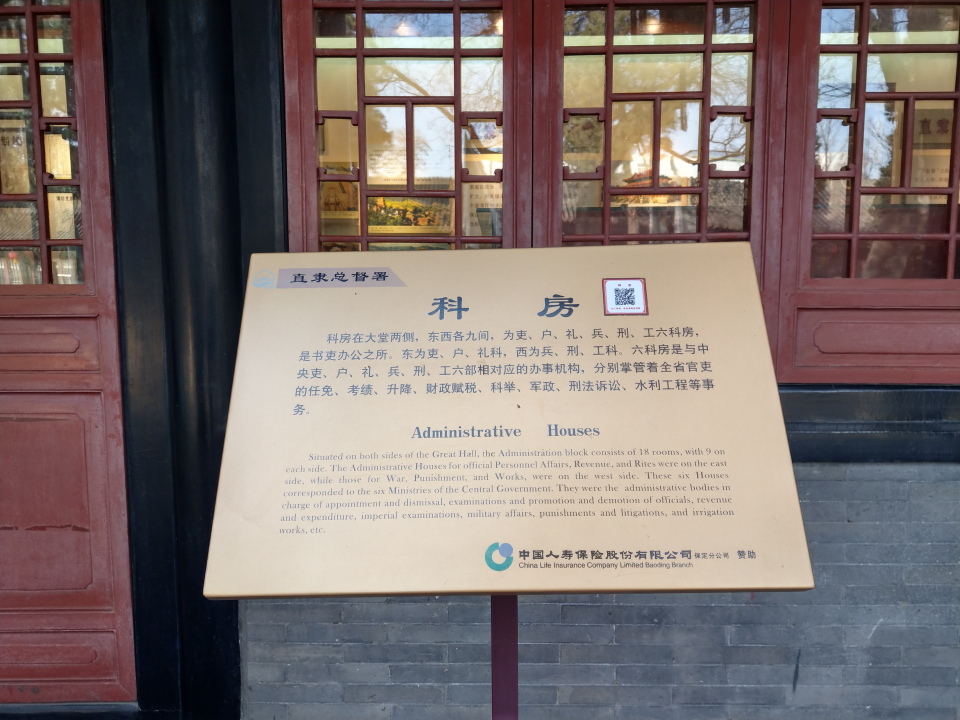 直隶总督署
科 房
科房在大堂两侧，东西各九间，为吏、户、礼、兵、刑、工六科房，
是书吏办公之所。东为吏、户、礼科，西为兵、刑、工科。六科房是与中
央吏、户、礼、兵、刑、工六部相对应的办事机构，分别掌管着全省官吏
的任免、考绩、升降、财政赋税、科举、军政、刑法诉讼、水利工程等事
务。
Administrative Houses
Situated on both sides of the Great Hall, the Administration block consists of 18 rooms, with 9 on
each side. The Administrative Houses for official Personnel Affairs, Revenue, and Rites were on the east
side, while those for War, Punishment, and Works, were on the west side. These six Houses
corresponded to the six Ministries of the Central Government. They were the administrative bodies in
charge of appointment and dismissal, examinations and promotion and demotion of officials, revenue
and expenditure, imperial examinations, military affairs, punishments and litigations, and irrigation
works, etc.
中国人寿保险股份有限公司 保定分公司 赞助
China Life Insurance Company Limited Baoding Branch